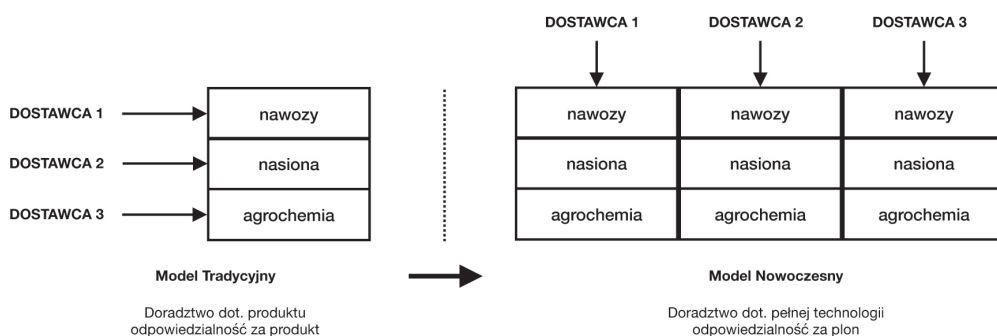 DOSTAWCA 1 DOSTAWCA 2 DOSTAWCA 3
DOSTAWCA 1 nawozy
DOSTAWCA 2 nasiona
DOSTAWCA 3 agrochemia
nawozy nawozy nawozy
nasiona nasiona nasiona
agrochemia agrochemia agrochemia
Model Tradycyjny
Doradztwo dot. produktu
odpowiedzialność za produkt
Model Nowoczesny
Doradztwo dot. pełnej technologii
odpowiedzialność za plon